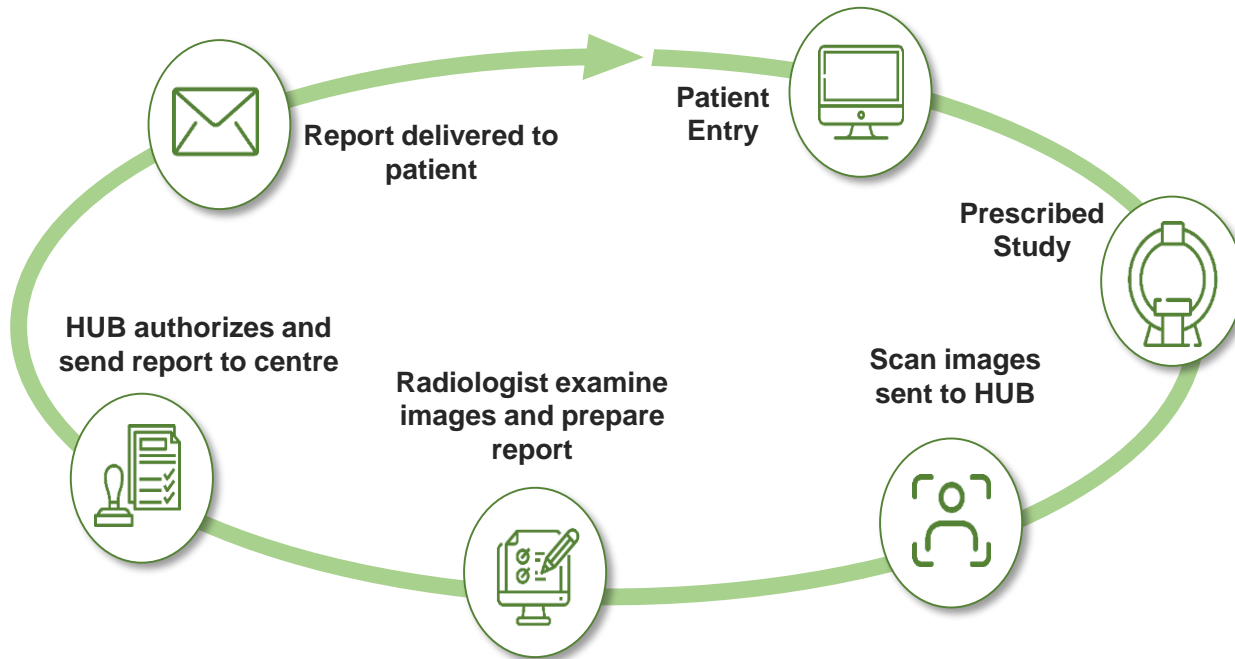 Patient
Entry
Prescribed
Study
Scan images
sent to HUB
Radiologist examine
images and prepare
report
HUB authorizes and
send report to centre
Report delivered to
patient